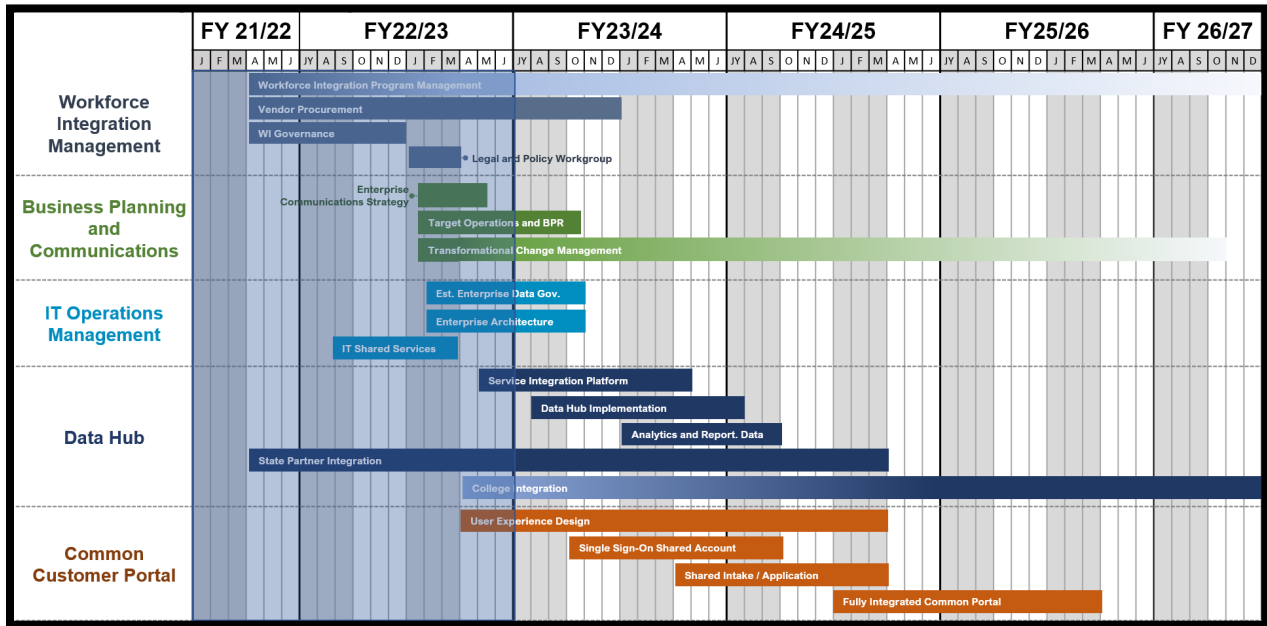 FY 21/22 FY22/23 FY23/24 FY24/25 FY25/26 FY 26/27
J F M A M J JY A S O N D J F M A M J JY A S O N D J F M A M J JY A S O N D J F M A M J JY A S O N D J F M A M J JY A S O N D
Workforce
Integration
Management
Workforce Integration Program Management
Vendor Procurement
WI Governance
Legal and Policy Workgroup
Business Planning
and
Communications
Enterprise
Communications Strategy
Target Operations and BPR
Transformational Change Management
IT Operations
Management
Est. Enterprise Data Gov.
Enterprise Architecture
IT Shared Services
Data Hub
Service Integration Platform
Data Hub Implementation
Analytics and Report. Data
State Partner Integration
College Integration
Common
Customer Portal
User Experience Design
Single Sign-On Shared Account
Shared Intake / Application
Fully Integrated Common Portal